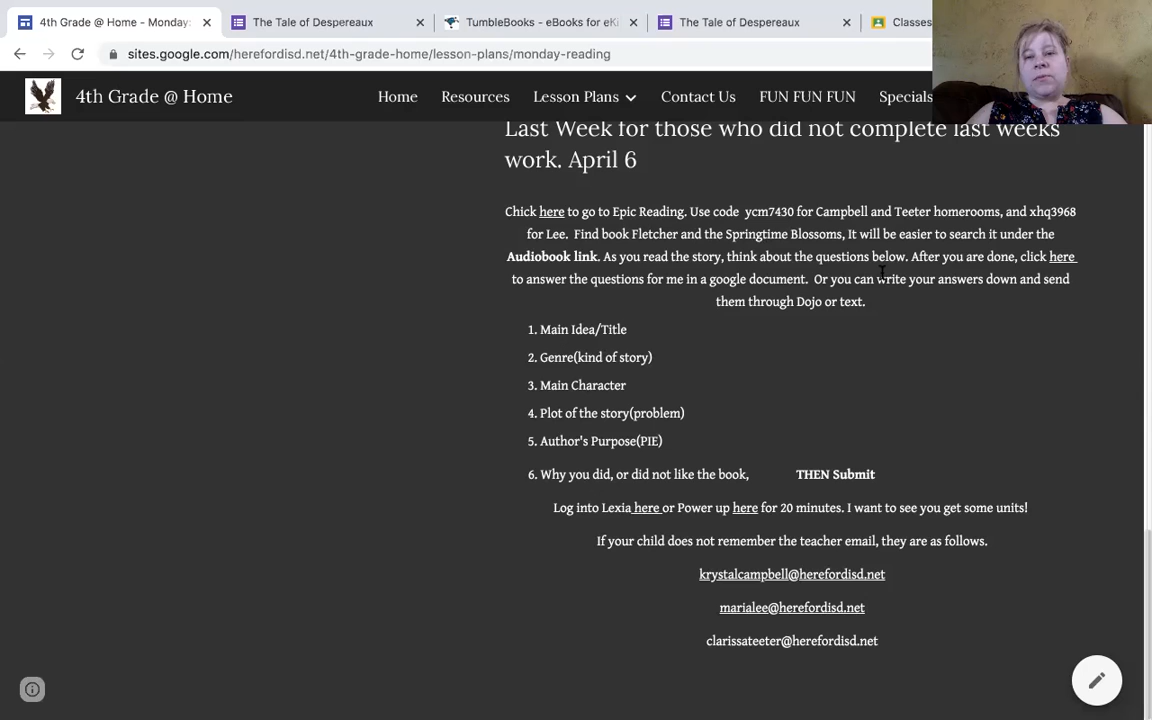 4th Grade @ Home - Monday:
The Tale of Despereaux
TumbleBooks - eBooks for eKi
The Tale of Despereaux
Classes
sites.google.com/herefordisd.net/4th-grade-home/lesson-plans/monday-reading
4th Grade @ Home
Home Resources Lesson Plans Contact Us FUN FUN FUN Specials
Last Week for those who did not complete last weeks
work. April 6
Chick here to go to Epic Reading. Use code ycm7430 for Campbell and Teeter homerooms, and xhq3968
for Lee. Find book Fletcher and the Springtime Blossoms, It will be easier to search it under the
Audiobook link. As you read the story, think about the questions below. After you are done, click here
to answer the questions for me in a google document. Or you can write your answers down and send
them through Dojo or text.
1. Main Idea/Title
2. Genre(kind of story)
3. Main Character
4. Plot of the story(problem)
5. Author's Purpose(PIE)
6. Why you did, or did not like the book, THEN Submit
Log into Lexia here or Power up here for 20 minutes. I want to see you get some units!
If your child does not remember the teacher email, they are as follows.
krystalcampbell@herefordisd.net
marialee@herefordisd.net
clarissateeter@herefordisd.net